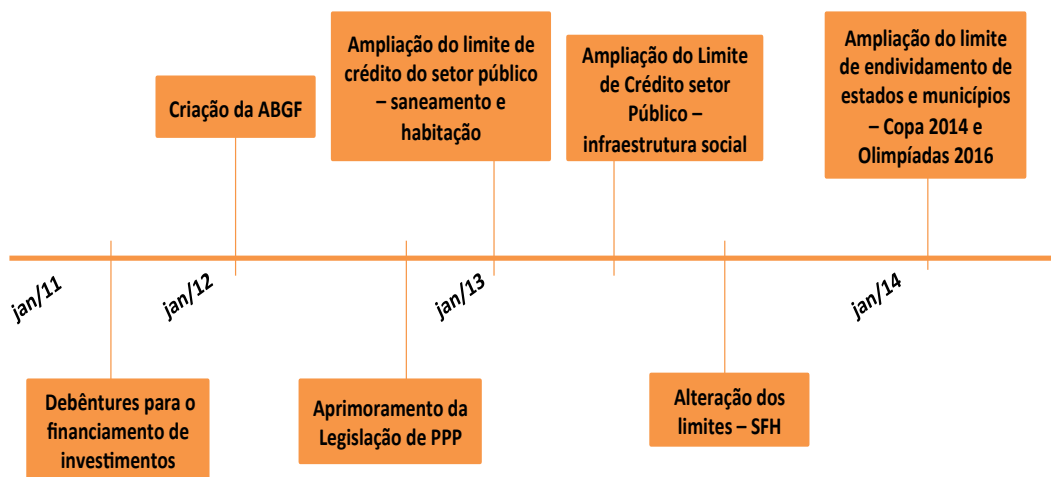 Criação da ABGF
Ampliação do limite de
crédito do setor público
– saneamento e
habitação
Ampliação do Limite
de Crédito setor
Público –
infraestrutura social
Ampliação do limite
de endividamento de
estados e municípios
– Copa 2014 e
Olimpíadas 2016
jan/11
jan/12
jan/13
jan/14
Debêntures para o
financiamento de
investimentos
Aprimoramento da
Legislação de PPP
Alteração dos
limites – SFH